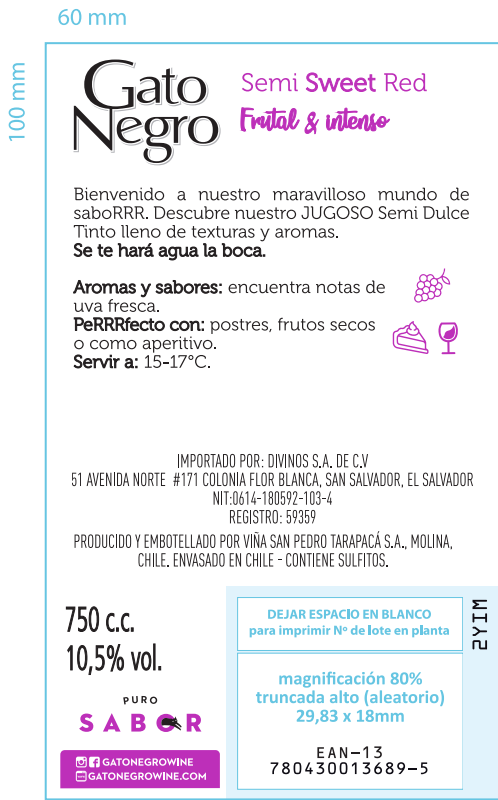 60 mm
100 mm
Gato
Negro
Semi Sweet Red
Frutal & intenso
Bienvenido a nuestro maravilloso mundo de
saboRRR. Descubre nuestro JUGOSO Semi Dulce
Tinto lleno de texturas y aromas.
Se te hará agua la boca.
Aromas y sabores: encuentra notas de
uva fresca.
PeRRRfecto con: postres, frutos secos
o como aperitivo.
Servir a: 15-17°C.
IMPORTADO POR: DIVINOS S.A. DE C.V
51 AVENIDA NORTE #171 COLONIA FLOR BLANCA, SAN SALVADOR, EL SALVADOR
NIT:0614-180592-103-4
REGISTRO: 59359
PRODUCIDO Y EMBOTELLADO POR VIÑA SAN PEDRO TARAPACÁ S.A., MOLINA,
CHILE. ENVASADO EN CHILE - CONTIENE SULFITOS.
750 c.c.
10,5% vol.
PURO
SABOR
GATONEGROWINE
GATONEGROWINE.COM
DEJAR ESPACIO EN BLANCO
para imprimir Nº de lote en planta
2YIM
magnificación 80%
truncada alto (aleatorio)
29,83 x 18mm
EAN-13
780430013689-5